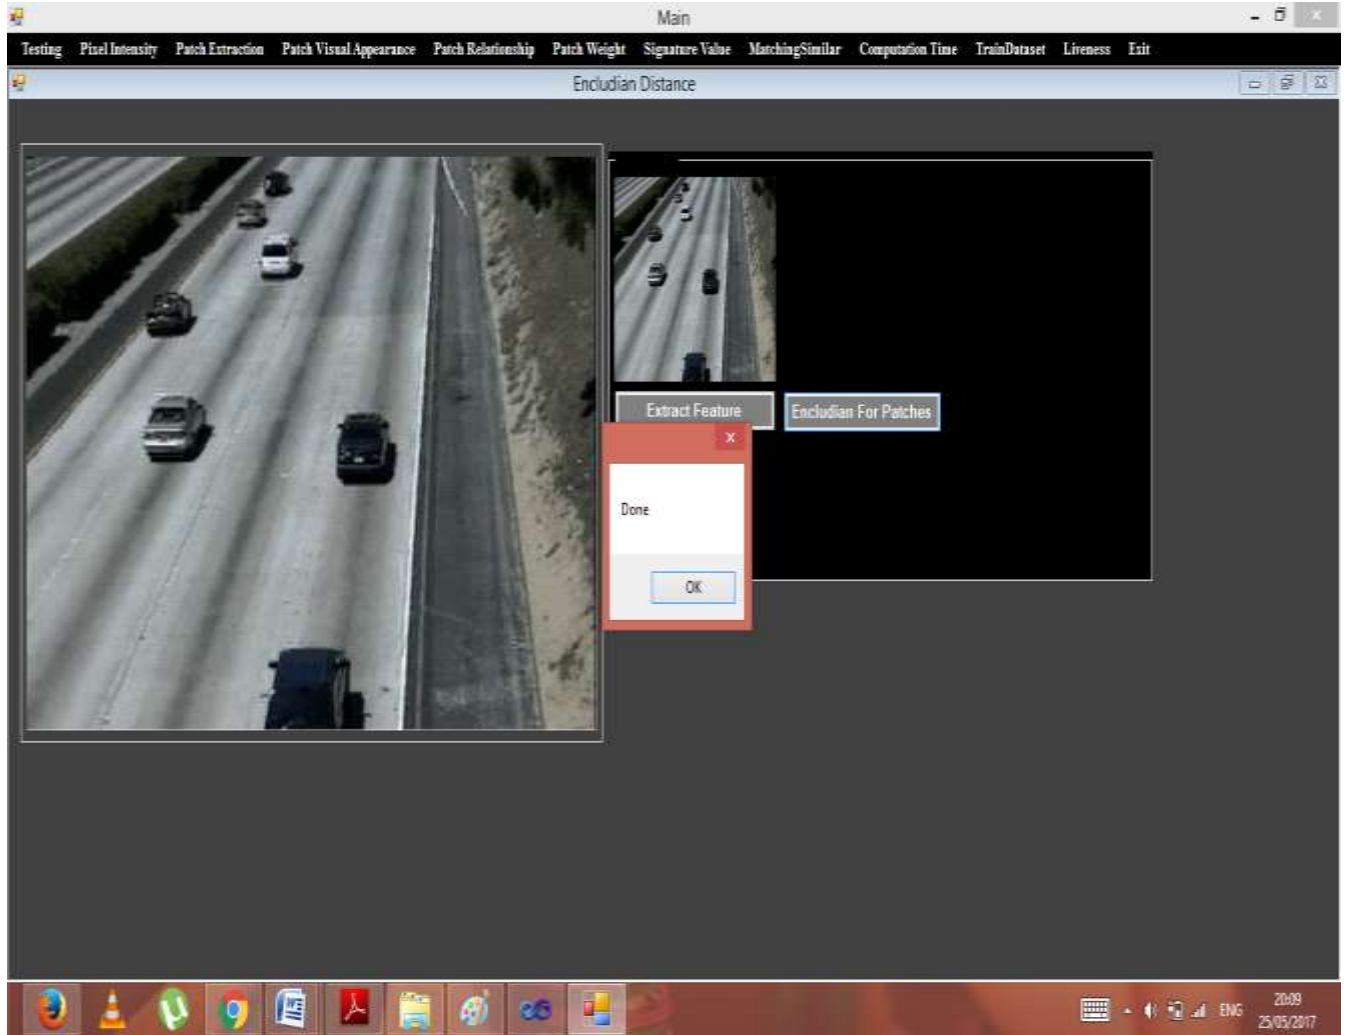 Main
Testing Pixel Intensity Patch Extraction Patch Visual Appearance Patch Relationship Patch Weight Signature Value MatchingSimilar Computation Time TrainDataset Liveness Exit
Encludian Distance
Extract Feature Encludian For Patches
Done
OK
ENG
20:09
25/05/2017